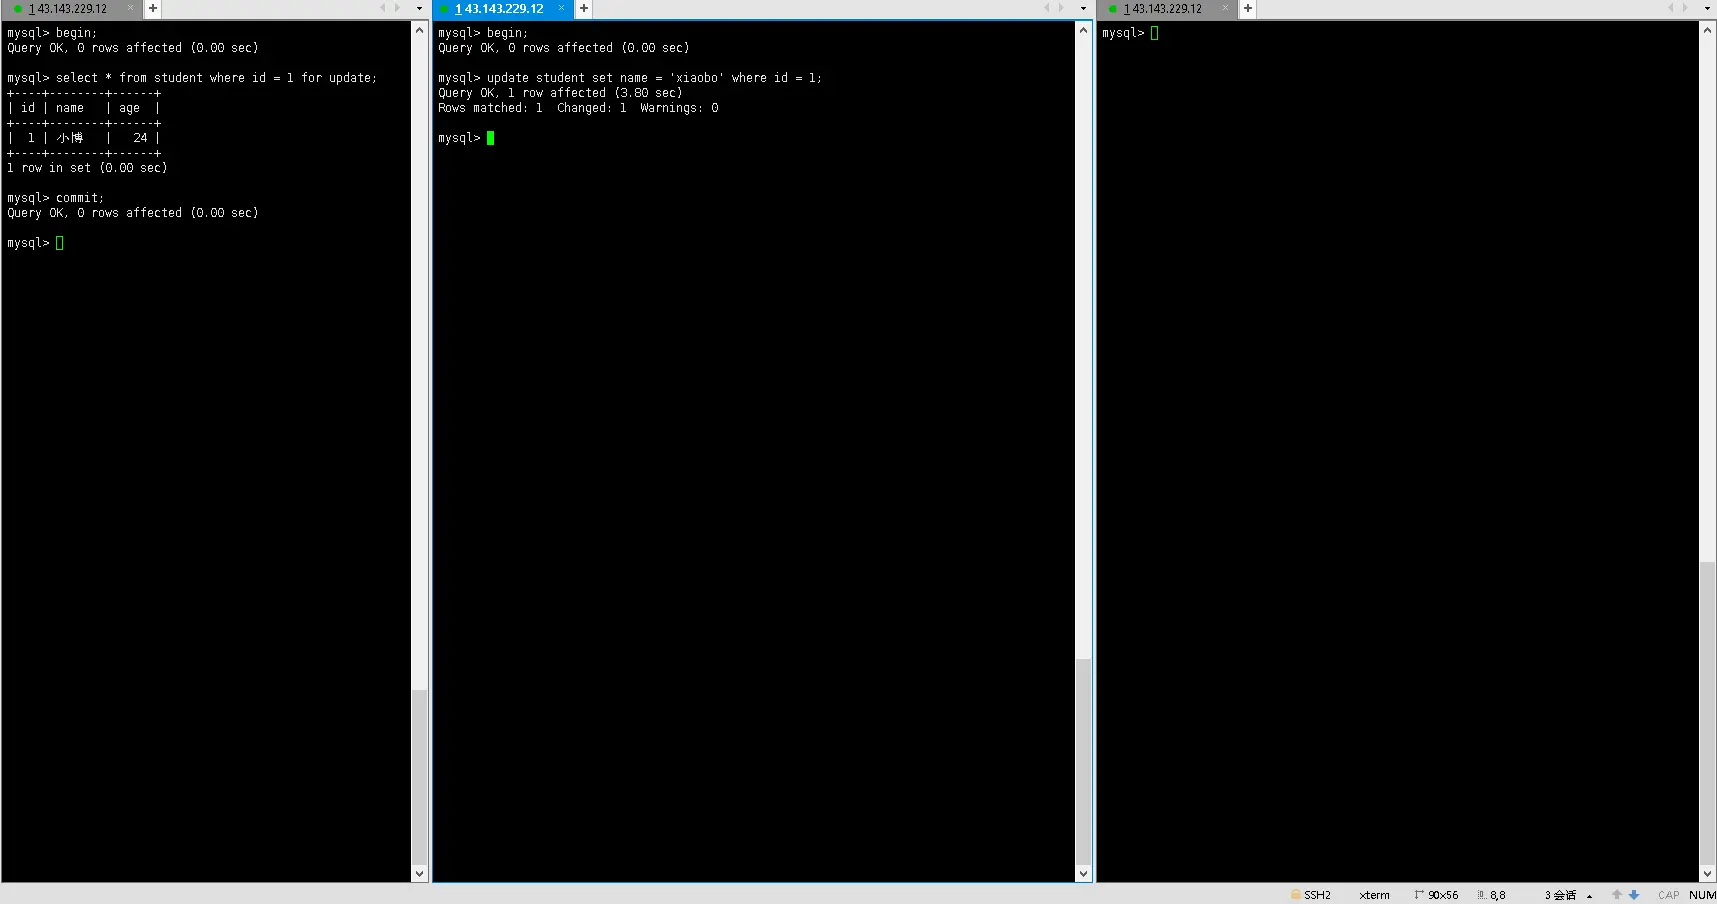 1 43.143.229.12 × +
mysql> begin;
Query OK, 0 rows affected (0.00 sec)
mysql> select * from student where id = 1 for update;
+----+--------+------+
| id | name   | age  |
+----+--------+------+
|  1 | 小博   |   24 |
+----+--------+------+
1 row in set (0.00 sec)
mysql> commit;
Query OK, 0 rows affected (0.00 sec)
mysql>
1 43.143.229.12 × +
mysql> begin;
Query OK, 0 rows affected (0.00 sec)
mysql> update student set name = 'xiaobo' where id = 1;
Query OK, 1 row affected (3.80 sec)
Rows matched: 1  Changed: 1  Warnings: 0
mysql>
1 43.143.229.12 × +
mysql>
SSH2 xterm 90x56 8,8 3 会话 CAP NUM